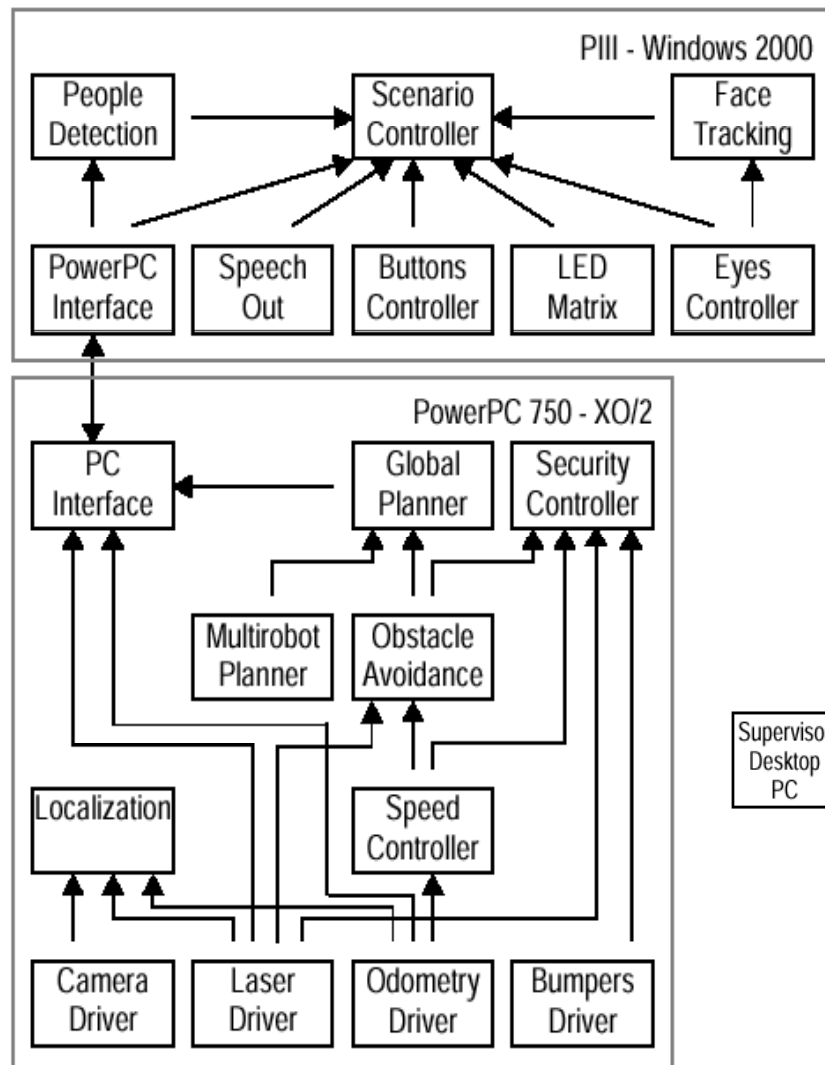 PIII - Windows 2000
People
Detection
Scenario
Controller
Face
Tracking
PowerPC
Interface
Speech
Out
Buttons
Controller
LED
Matrix
Eyes
Controller
PowerPC 750 - XO/2
PC
Interface
Global
Planner
Security
Controller
Multirobot
Planner
Obstacle
Avoidance
Superviso
Desktop
PC
Localization
Speed
Controller
Camera
Driver
Laser
Driver
Odometry
Driver
Bumpers
Driver